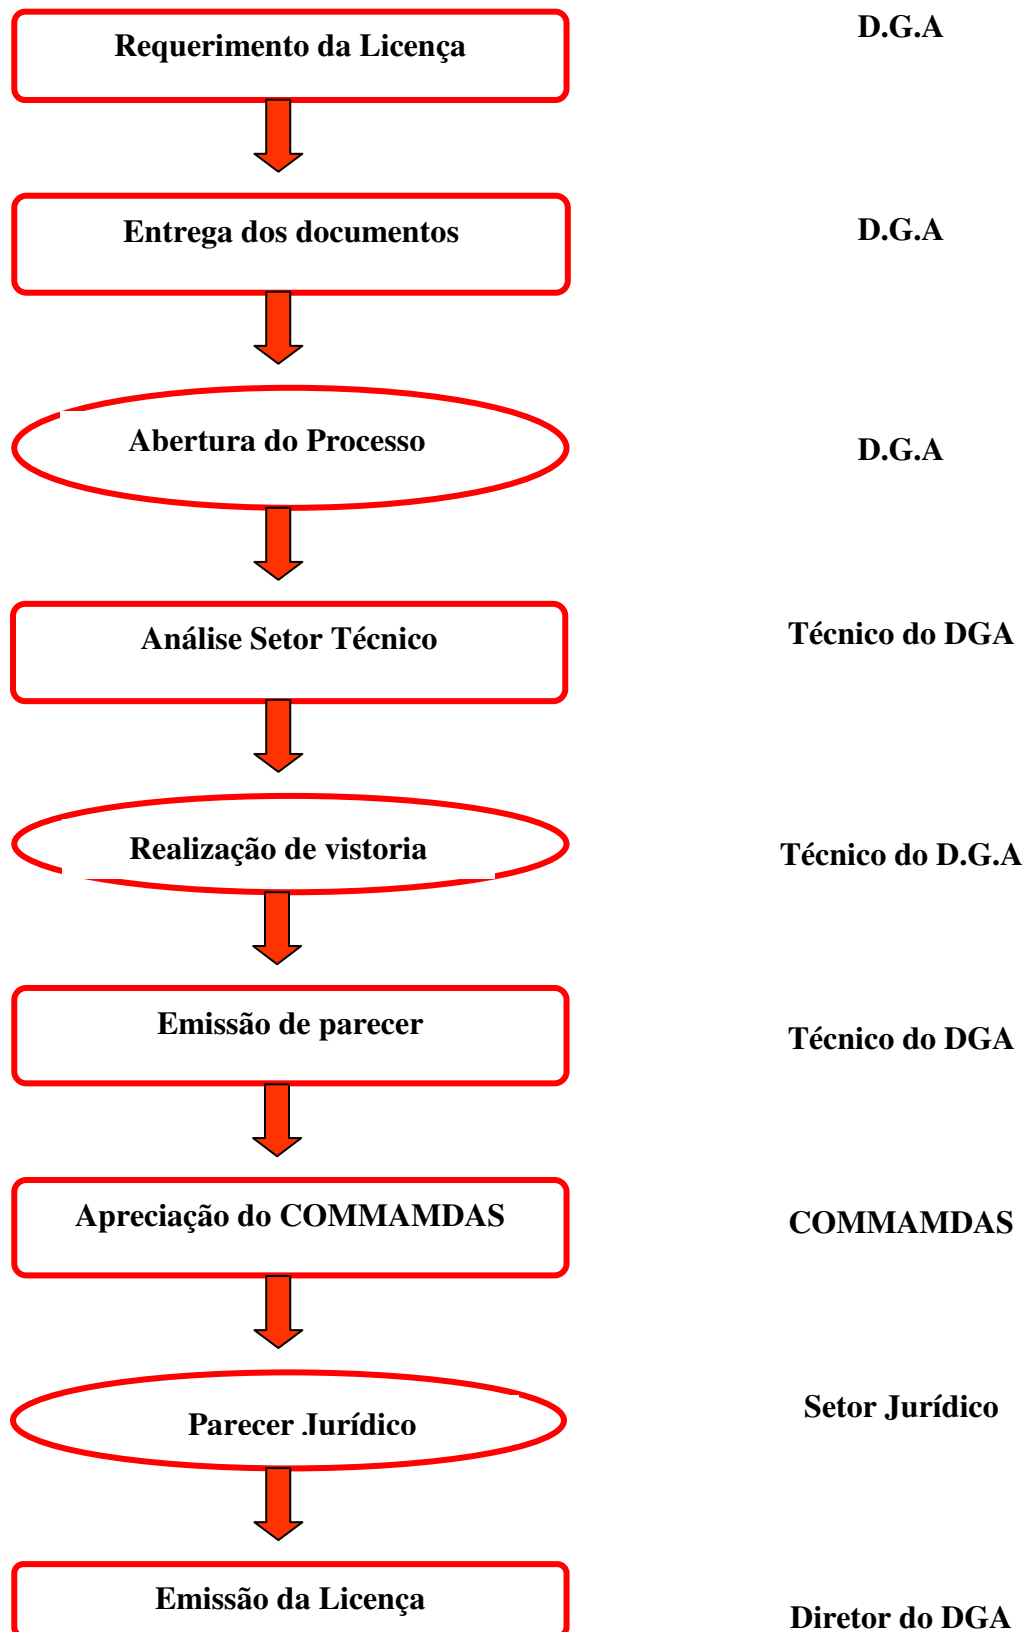 Requerimento da Licença
D.G.A
Entrega dos documentos
D.G.A
Abertura do Processo
D.G.A
Análise Setor Técnico
Técnico do DGA
Realização de vistoria
Técnico do D.G.A
Emissão de parecer
Técnico do DGA
Apreciação do COMMAMDAS
COMMAMDAS
Parecer Jurídico
Setor Jurídico
Emissão da Licença
Diretor do DGA